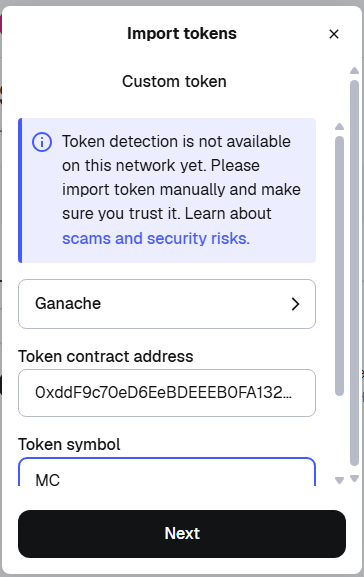 Import tokens
Custom token
Token detection is not available
on this network yet. Please
import token manually and make
sure you trust it. Learn about
scams and security risks.
Ganache
Token contract address
0xddF9c70eD6EeBDEEEB0FA132...
Token symbol
MC
Next